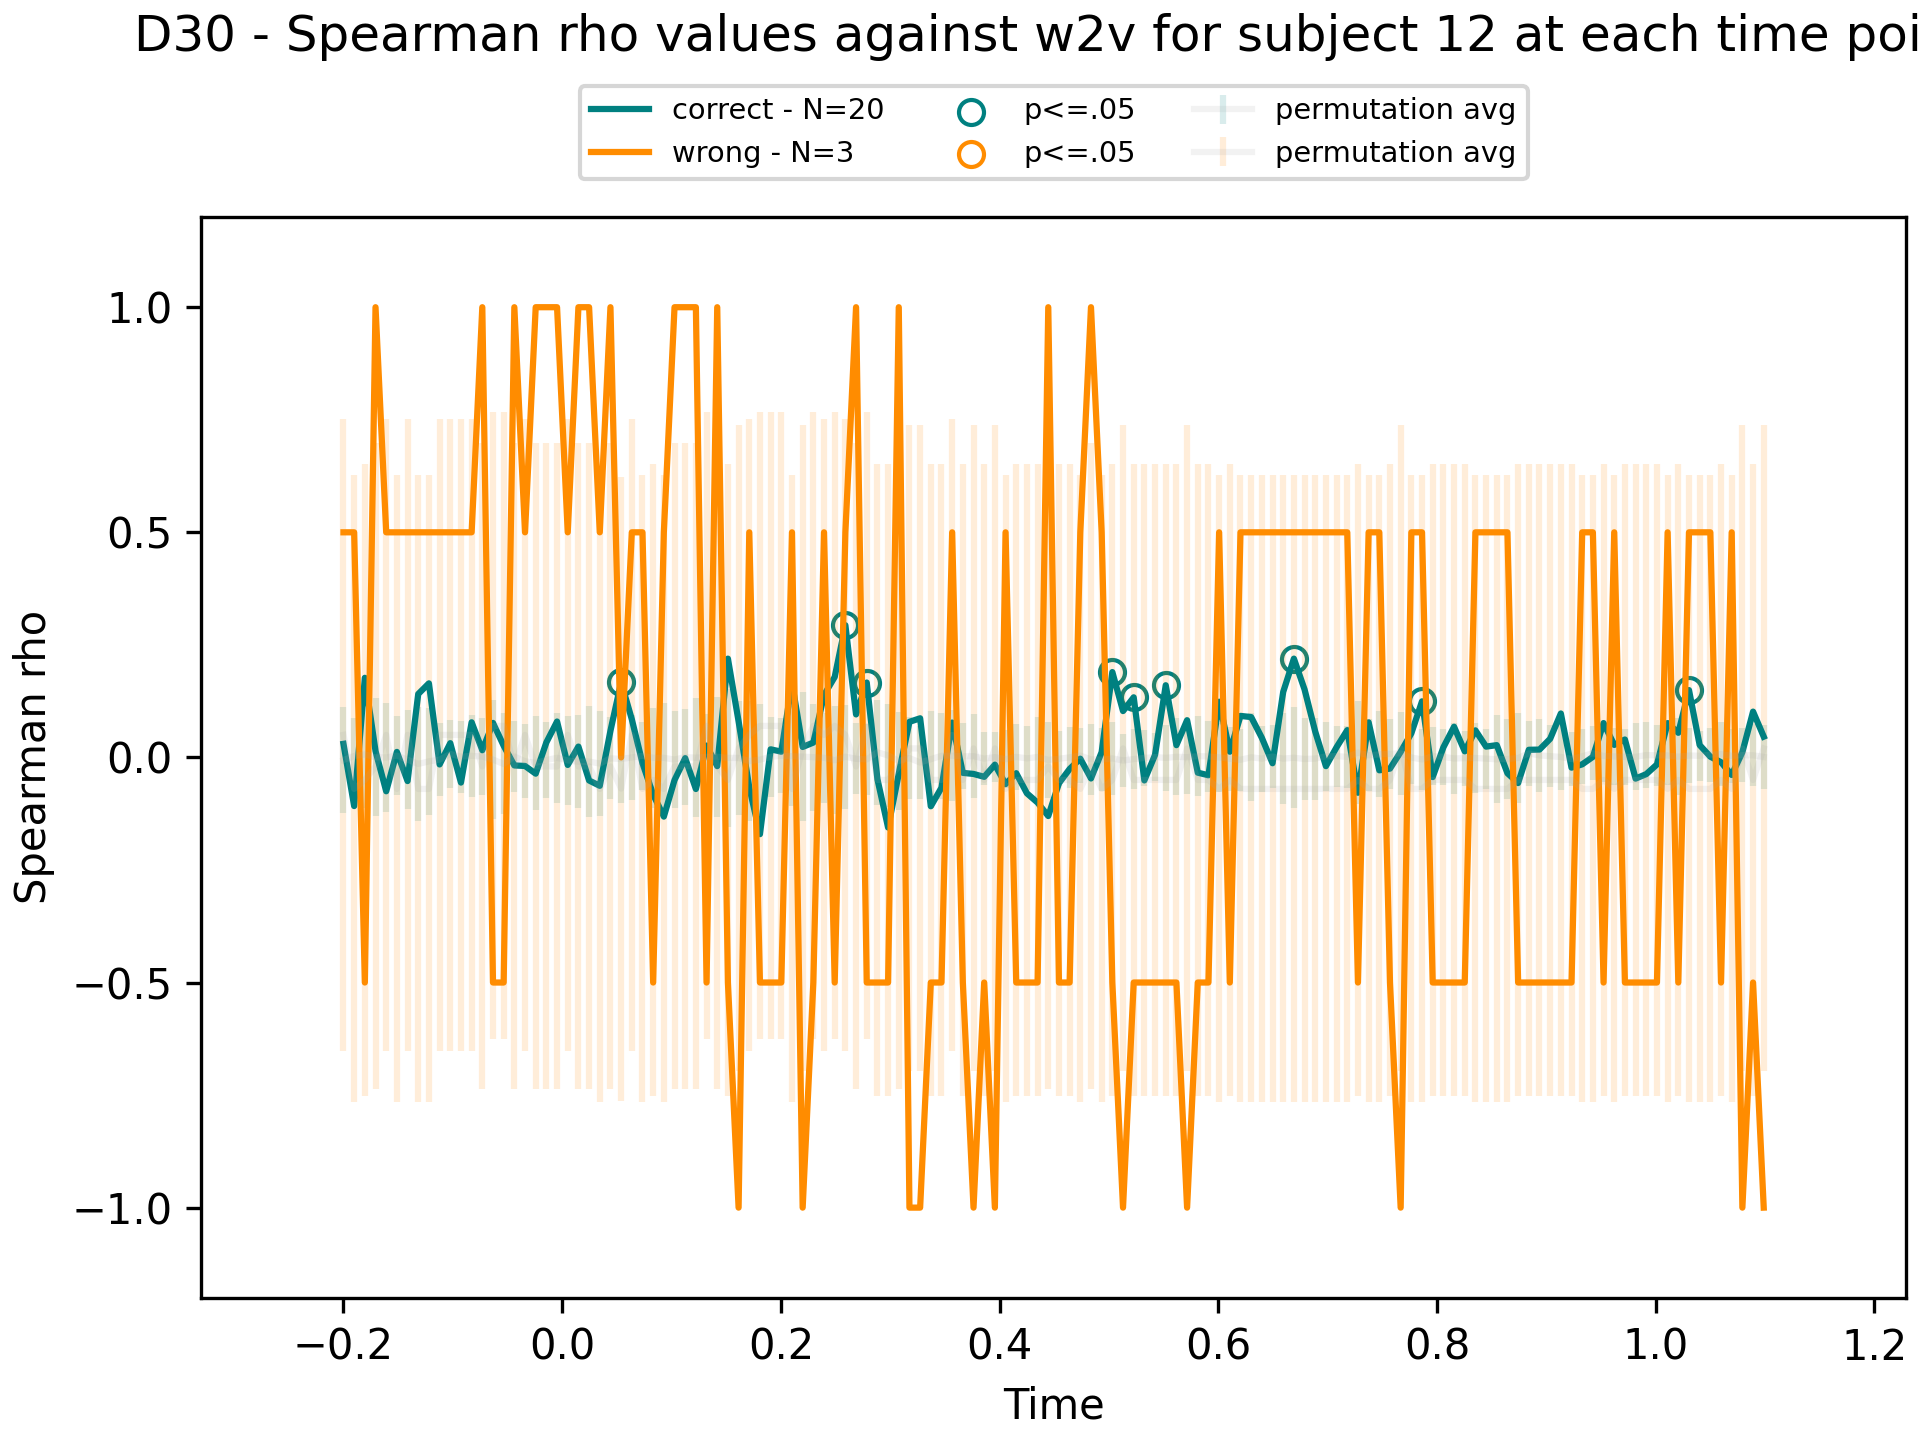 D30 - Spearman rho values against w2v for subject 12 at each time poi
correct - N=20 p<=.05 permutation avg
wrong - N=3 p<=.05 permutation avg
Spearman rho
1.0
0.5
0.0
−0.5
−1.0
−0.2 0.0 0.2 0.4 0.6 0.8 1.0 1.2
Time